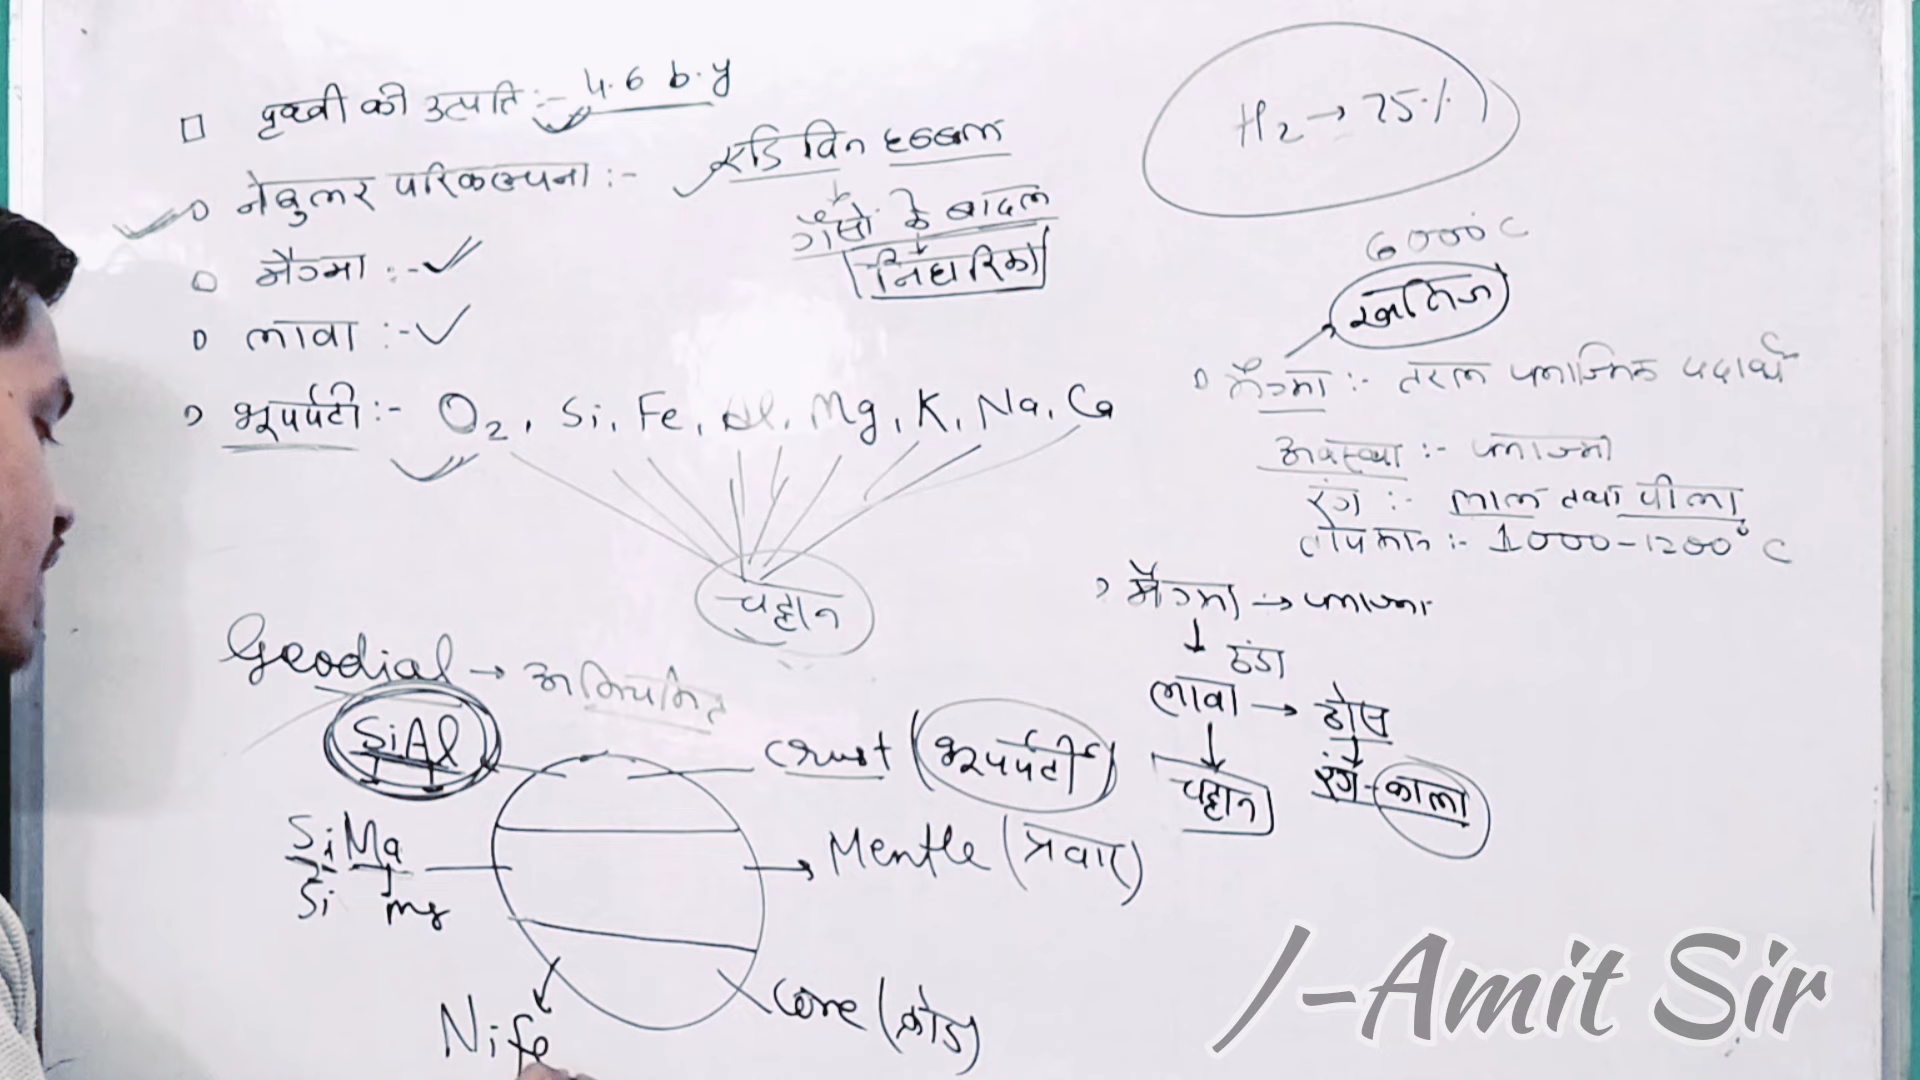 पृथ्वी की उत्पति :- 4.6 b.y
नेबुलर परिकल्पना :- एडविन हब्बल
गैसों के बादल
निहारिका
मैग्मा :-
लावा :-
भूपर्पटी :- O2, Si, Fe, Al, Mg, K, Na, Ca
चट्टान
Geodial → अनियमित
SiAl
SiMa
Si mg
Nife
Crust (भूपर्पटी)
Mentle (प्रवार)
Core (क्रोड)
H2 → 75%
6000°C
खनिज
मैग्मा :- तरल प्लाज्मिक पदार्थ
अवस्था :- प्लाज्मा
रंग :- लाल तथा पीला
तापमान :- 1000-1200°C
मैग्मा → प्लाज्मा
ठंडा
लावा → ठोस
चट्टान
रंग - काला
/-Amit Sir